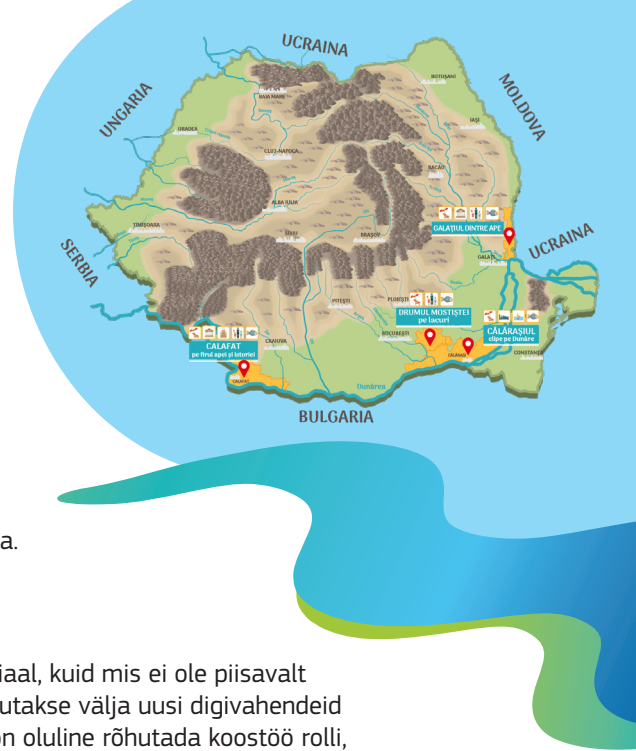 UCRAINA
BOTOȘANI
BAIA MARE
UNGARIA
MOLDOVA
IAȘI
ORADEA
CLUJ-NAPOCA
BACĂU
ALBA IULIA
TIMIȘOARA
SIBIU
BRAȘOV
GALAȚIUL DINTRE APE
UCRAINA
SERBIA
GALAȚI
PITEȘTI
PLOIEȘTI
DRUMUL MOSTIȘTEI
pe lacuri
CĂLĂRAȘIUL
clipe pe Dunăre
CALAFAT
pe firul apei și istoriei
CRAIOVA
BUCUREȘTI
CĂLĂRAȘI
CONSTANȚA
CALAFAT
Dunărea
BULGARIA
a.
iaal, kuid mis ei ole piisavalt
utakse välja uusi digivahendeid
on oluline rõhutada koostöö rolli,